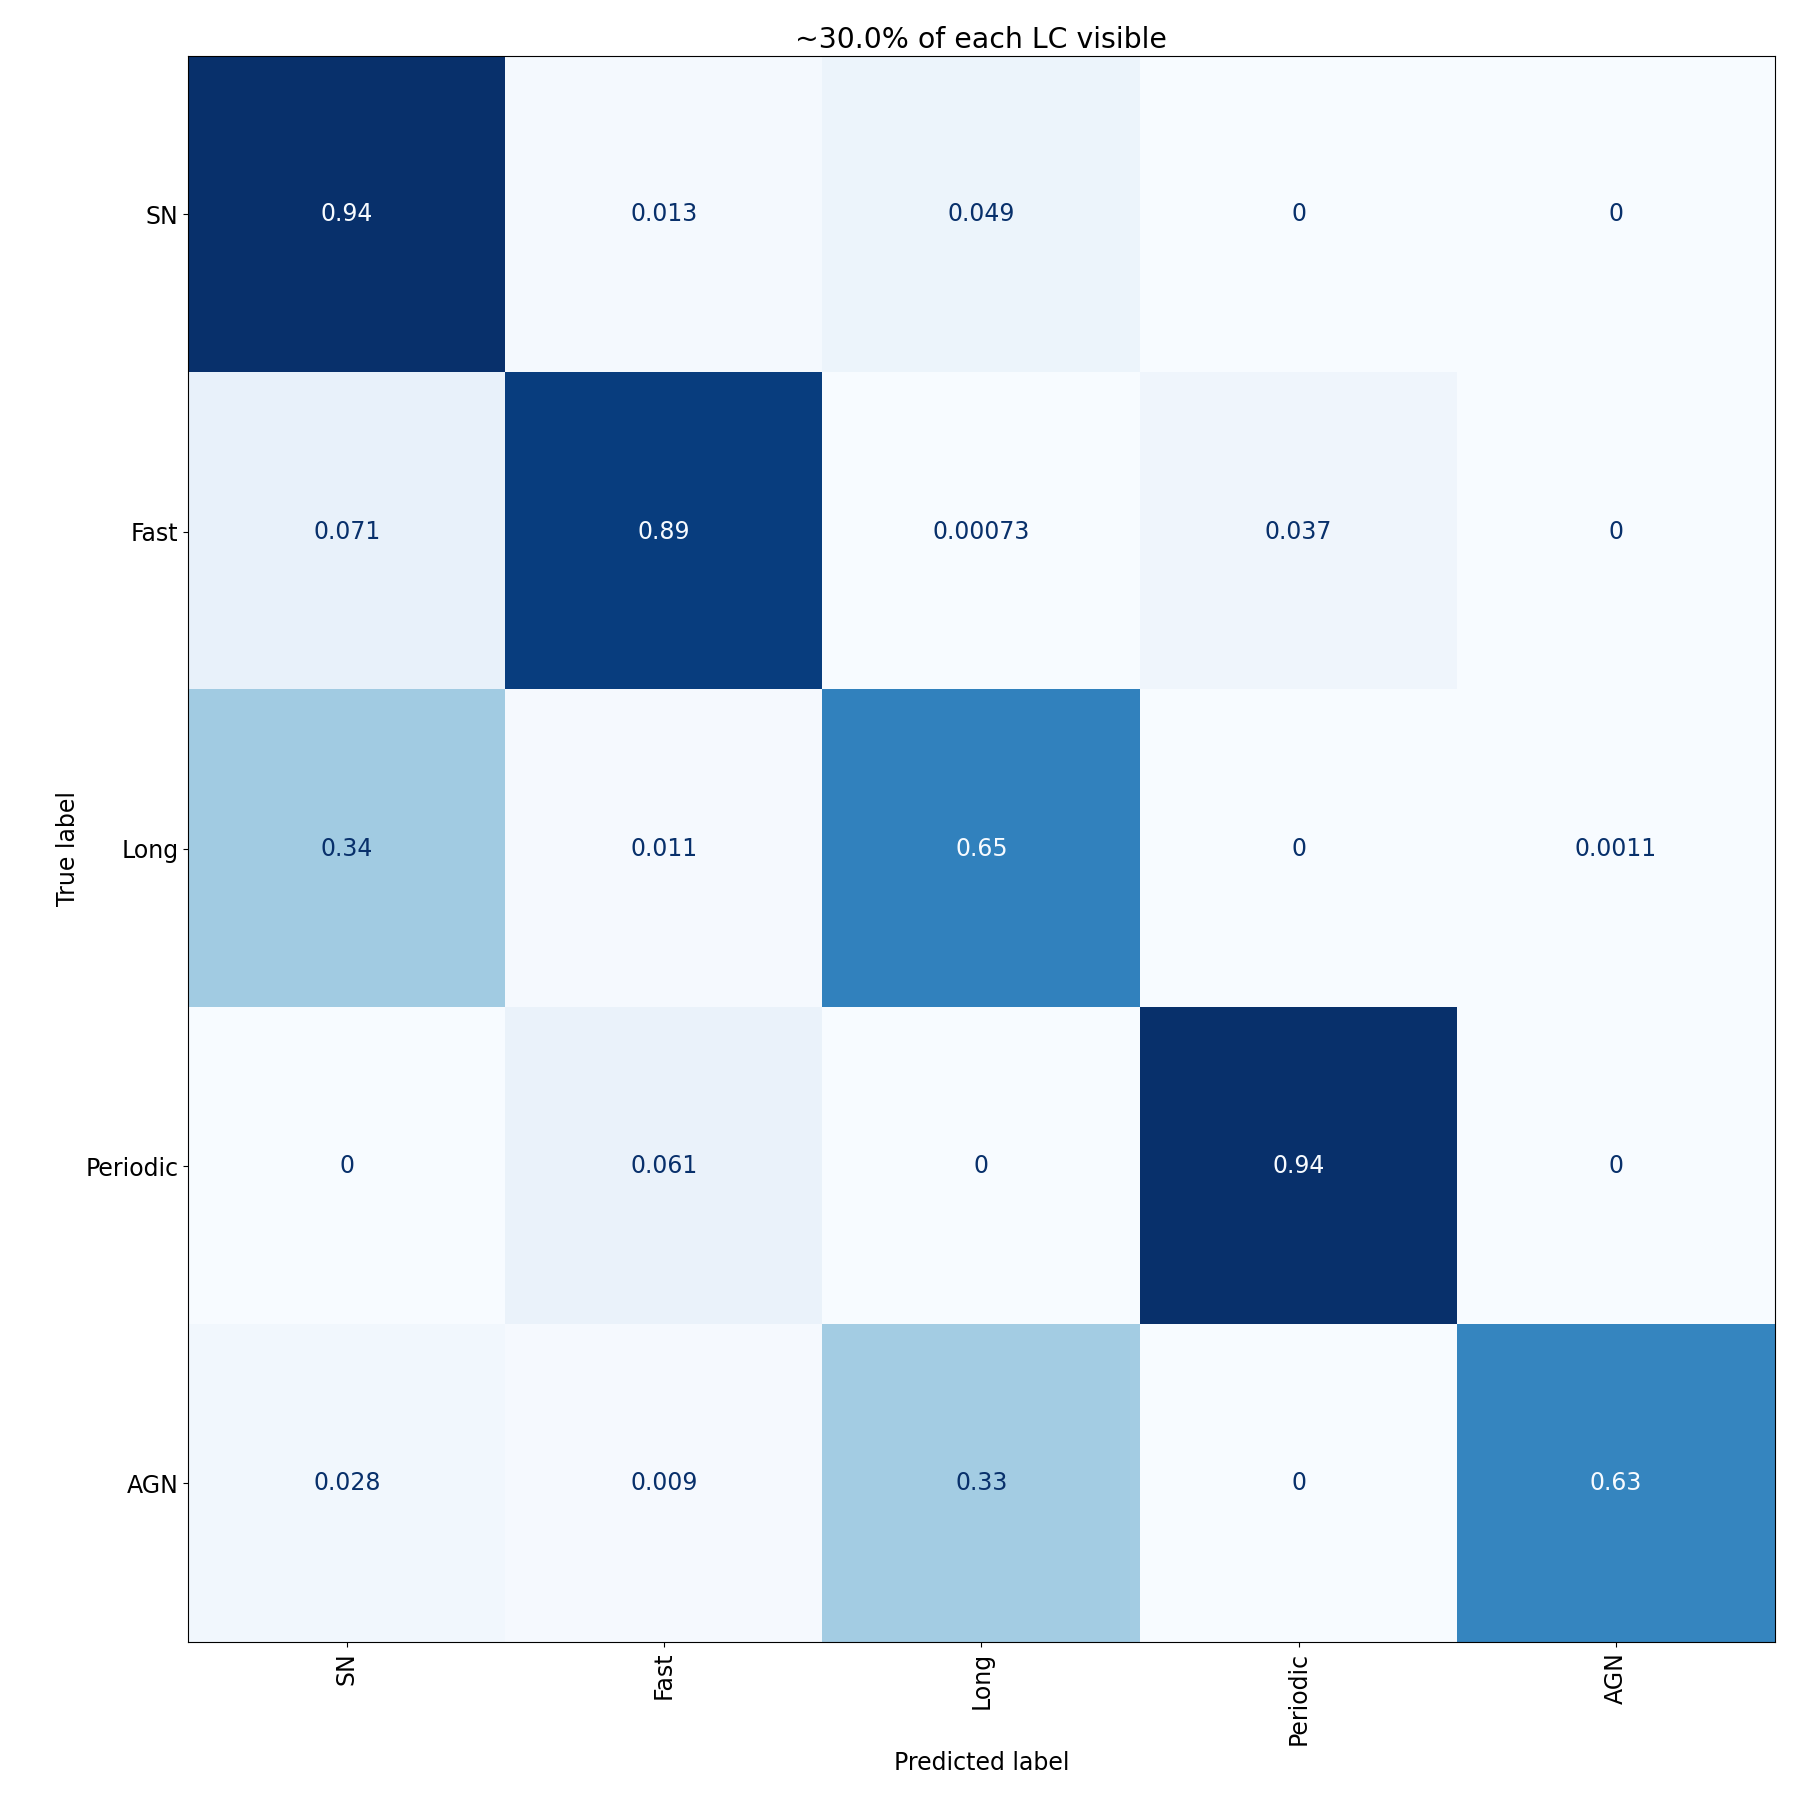 ~30.0% of each LC visible
True label
SN 0.94 0.013 0.049 0 0
Fast 0.071 0.89 0.00073 0.037 0
Long 0.34 0.011 0.65 0 0.0011
Periodic 0 0.061 0 0.94 0
AGN 0.028 0.009 0.33 0 0.63
SN Fast Long Periodic AGN
Predicted label